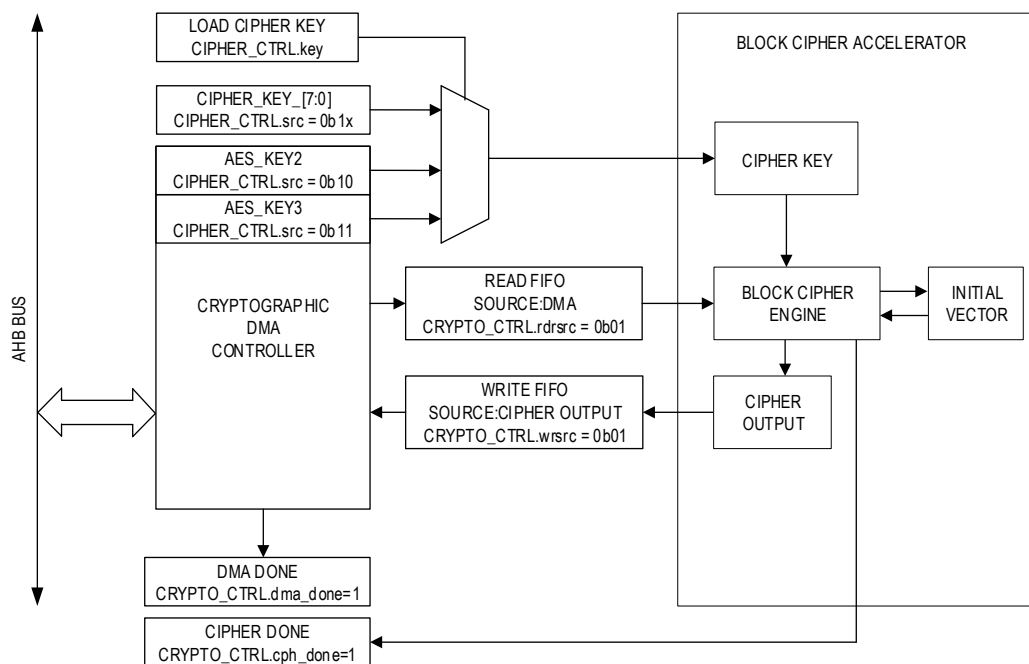 LOAD CIPHER KEY
CIPHER_CTRL.key
BLOCK CIPHER ACCELERATOR
CIPHER_KEY_[7:0]
CIPHER_CTRL.src = 0b1x
AES_KEY2
CIPHER_CTRL.src = 0b10
AES_KEY3
CIPHER_CTRL.src = 0b11
CIPHER KEY
AHB BUS
CRYPTOGRAPHIC
DMA
CONTROLLER
READ FIFO
SOURCE:DMA
CRYPTO_CTRL.rdrsrc = 0b01
BLOCK CIPHER
ENGINE
INITIAL
VECTOR
WRITE FIFO
SOURCE:CIPHER OUTPUT
CRYPTO_CTRL.wrsrc = 0b01
CIPHER
OUTPUT
DMA DONE
CRYPTO_CTRL.dma_done=1
CIPHER DONE
CRYPTO_CTRL.cph_done=1